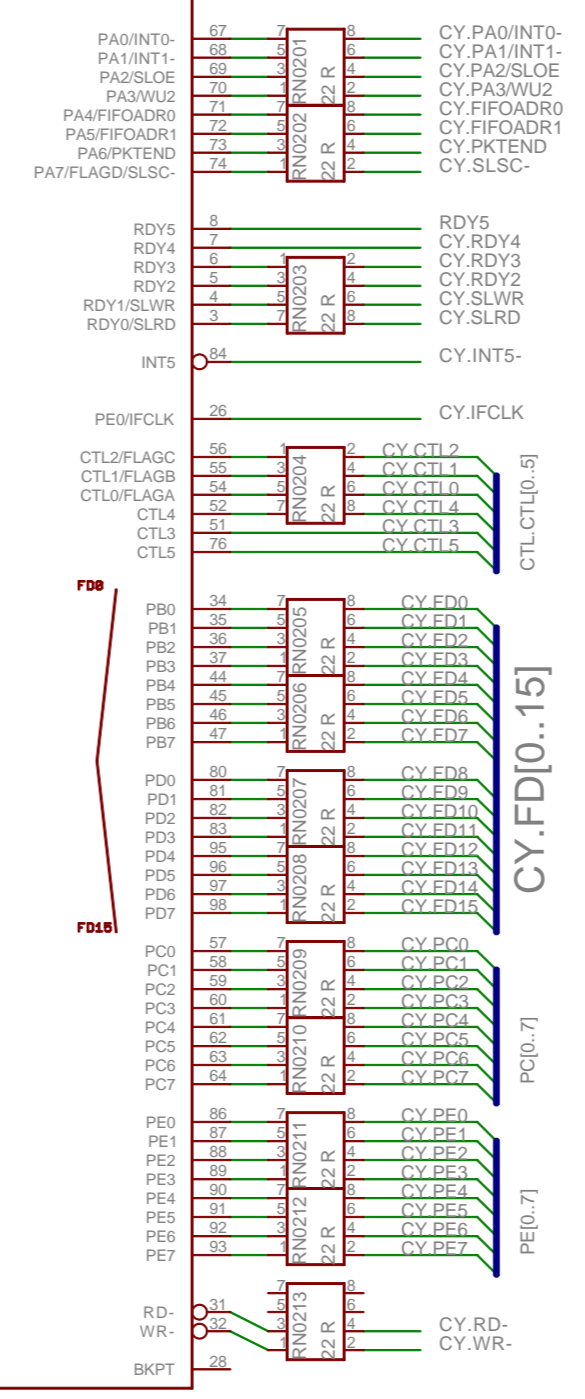 PA0/INT0- 67 7 8 CY.PA0/INT0-
PA1/INT1- 68 5 6 CY.PA1/INT1-
PA2/SLOE 69 3 4 CY.PA2/SLOE
PA3/WU2 70 1 2 CY.PA3/WU2
RN0201
22 R
PA4/FIFOADR0 71 7 8 CY.FIFOADR0
PA5/FIFOADR1 72 5 6 CY.FIFOADR1
PA6/PKTEND 73 3 4 CY.PKTEND
PA7/FLAGD/SLSC- 74 1 2 CY.SLSC-
RN0202
22 R
RDY5 8 RDY5
RDY4 7 CY.RDY4
RDY3 6 1 2 CY.RDY3
RDY2 5 3 4 CY.RDY2
RDY1/SLWR 4 5 6 CY.SLWR
RDY0/SLRD 3 7 8 CY.SLRD
RN0203
22 R
INT5 84 CY.INT5-
PE0/IFCLK 26 CY.IFCLK
CTL2/FLAGC 56 1 2 CY.CTL2
CTL1/FLAGB 55 3 4 CY.CTL1
CTL0/FLAGA 54 5 6 CY.CTL0
CTL4 52 7 8 CY.CTL4
RN0204
22 R
CTL3 51 CY.CTL3
CTL5 76 CY.CTL5
CTL.CTL[0..5]
FD0
PB0 34 7 8 CY.FD0
PB1 35 5 6 CY.FD1
PB2 36 3 4 CY.FD2
PB3 37 1 2 CY.FD3
RN0205
22 R
PB4 44 7 8 CY.FD4
PB5 45 5 6 CY.FD5
PB6 46 3 4 CY.FD6
PB7 47 1 2 CY.FD7
RN0206
22 R
PD0 80 7 8 CY.FD8
PD1 81 5 6 CY.FD9
PD2 82 3 4 CY.FD10
PD3 83 1 2 CY.FD11
RN0207
22 R
PD4 95 7 8 CY.FD12
PD5 96 5 6 CY.FD13
PD6 97 3 4 CY.FD14
PD7 98 1 2 CY.FD15
RN0208
22 R
CY.FD[0..15]
FD15
PC0 57 7 8 CY.PC0
PC1 58 5 6 CY.PC1
PC2 59 3 4 CY.PC2
PC3 60 1 2 CY.PC3
RN0209
22 R
PC4 61 7 8 CY.PC4
PC5 62 5 6 CY.PC5
PC6 63 3 4 CY.PC6
PC7 64 1 2 CY.PC7
RN0210
22 R
PC[0..7]
PE0 86 7 8 CY.PE0
PE1 87 5 6 CY.PE1
PE2 88 3 4 CY.PE2
PE3 89 1 2 CY.PE3
RN0211
22 R
PE4 90 7 8 CY.PE4
PE5 91 5 6 CY.PE5
PE6 92 3 4 CY.PE6
PE7 93 1 2 CY.PE7
RN0212
22 R
PE[0..7]
7 8
5 6
RD- 31 3 4 CY.RD-
WR- 32 1 2 CY.WR-
RN0213
22 R
BKPT 28